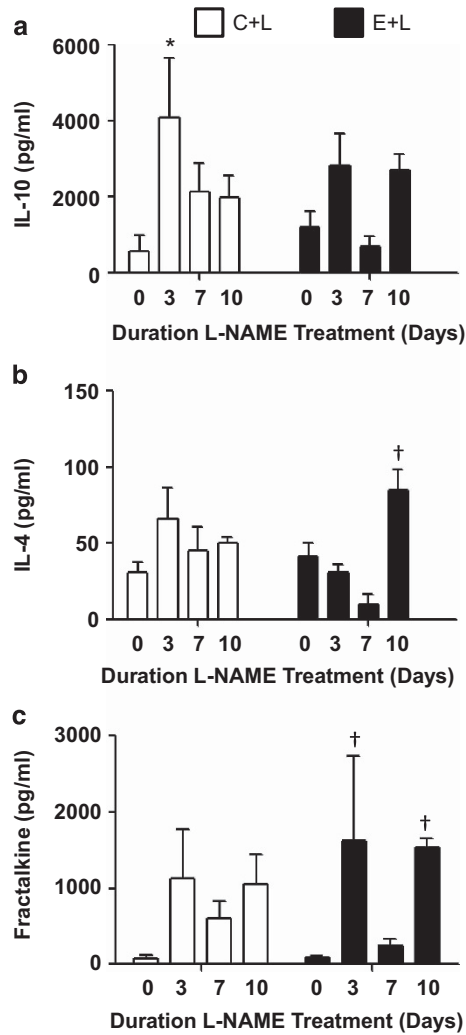 a
C+L E+L
6000
*
4000
2000
0
IL-10 (pg/ml)
0 3 7 10 0 3 7 10
Duration L-NAME Treatment (Days)
b
150
100
†
50
0
IL-4 (pg/ml)
0 3 7 10 0 3 7 10
Duration L-NAME Treatment (Days)
c
3000
† †
2000
1000
0
Fractalkine (pg/ml)
0 3 7 10 0 3 7 10
Duration L-NAME Treatment (Days)